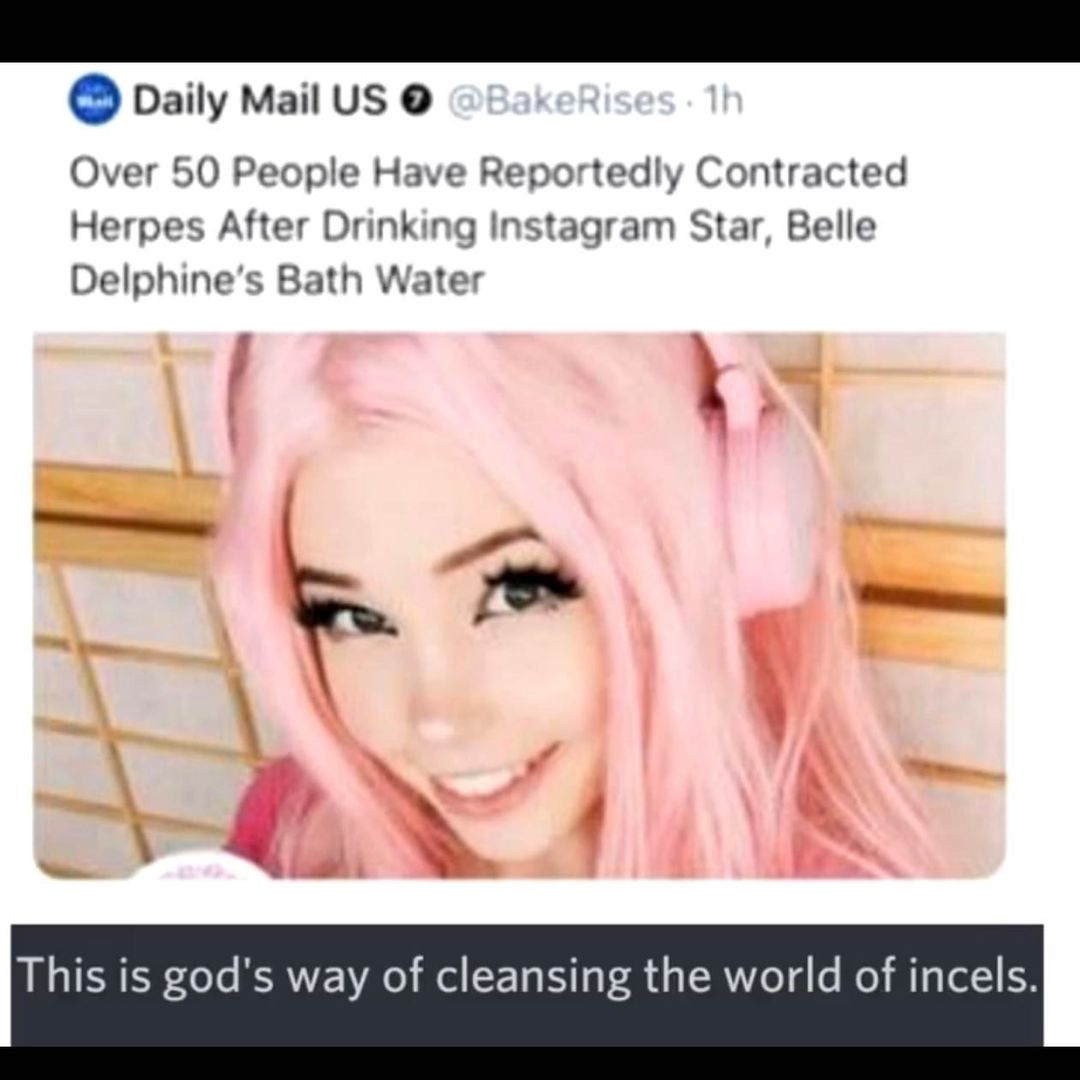 Daily Mail US @BakeRises · 1h
Over 50 People Have Reportedly Contracted
Herpes After Drinking Instagram Star, Belle
Delphine’s Bath Water
This is god's way of cleansing the world of incels.